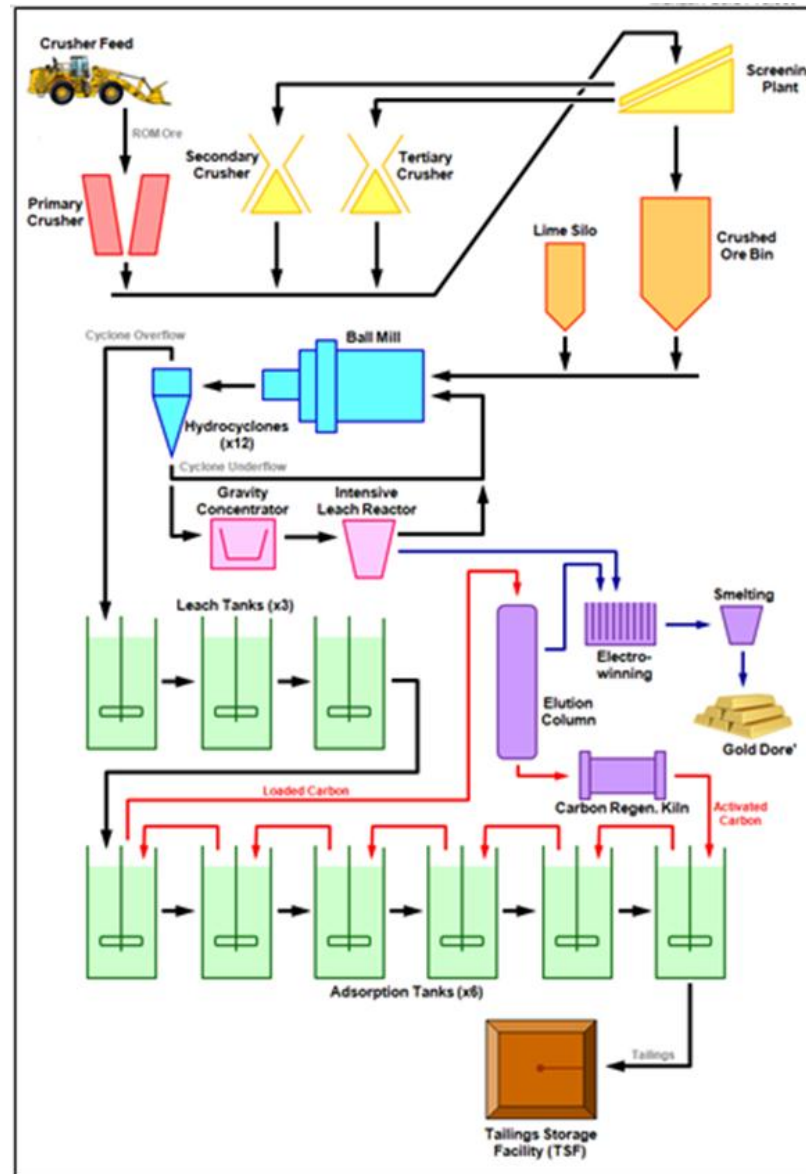 Crusher Feed
ROM Ore
Primary
Crusher
Secondary
Crusher
Tertiary
Crusher
Screenin
Plant
Lime Silo
Crushed
Ore Bin
Cyclone Overflow
Ball Mill
Hydrocyclones
(x12)
Cyclone Underflow
Gravity
Concentrator
Intensive
Leach Reactor
Leach Tanks (x3)
Smelting
Electro-
winning
Elution
Column
Gold Dore'
Loaded Carbon
Carbon Regen. Kiln
Activated
Carbon
Adsorption Tanks (x6)
Tailings
Tailings Storage
Facility (TSF)